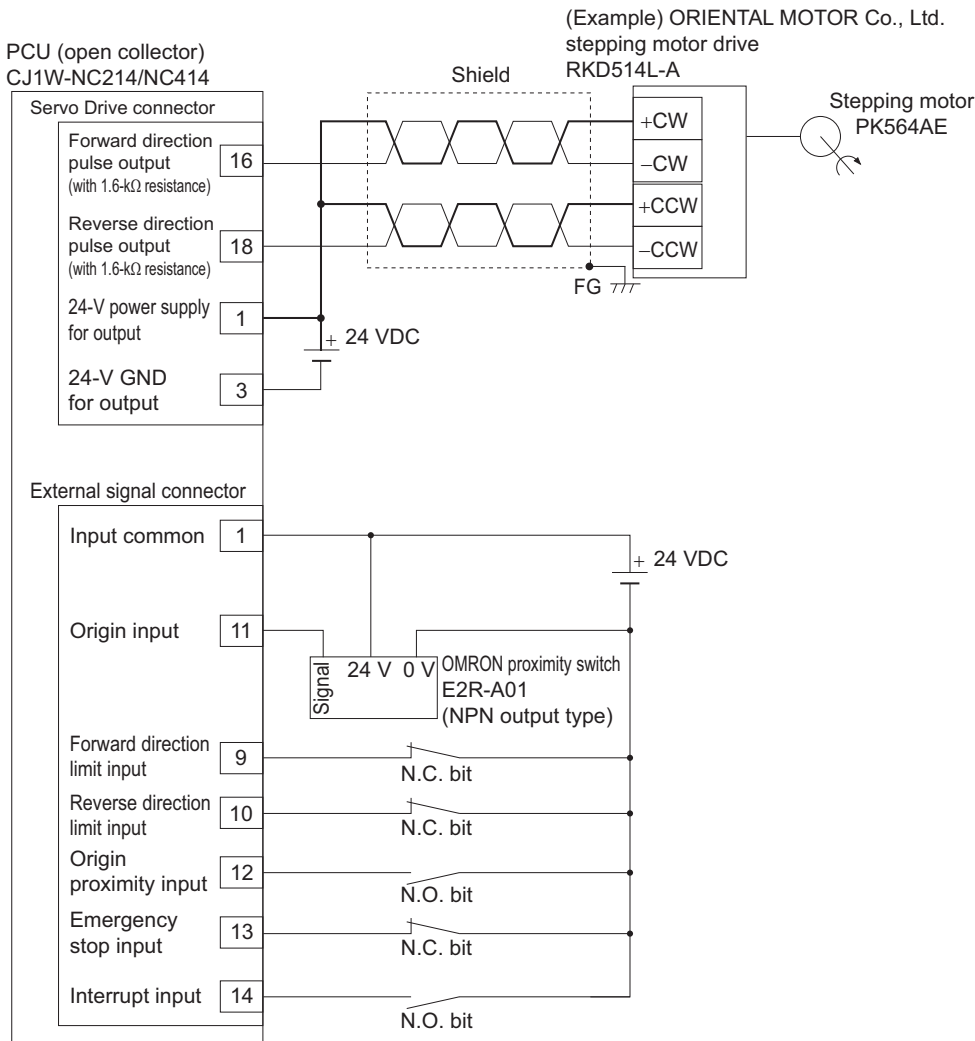 (Example) ORIENTAL MOTOR Co., Ltd.
stepping motor drive
RKD514L-A
PCU (open collector)
CJ1W-NC214/NC414
Shield
Stepping motor
PK564AE
Servo Drive connector
Forward direction
pulse output
(with 1.6-kΩ resistance)
16
+CW
−CW
Reverse direction
pulse output
(with 1.6-kΩ resistance)
18
+CCW
−CCW
FG
24-V power supply
for output
1
+ 24 VDC
24-V GND
for output
3
External signal connector
Input common
1
+ 24 VDC
Origin input
11
Signal
24 V
0 V
OMRON proximity switch
E2R-A01
(NPN output type)
Forward direction
limit input
9
N.C. bit
Reverse direction
limit input
10
N.C. bit
Origin
proximity input
12
N.O. bit
Emergency
stop input
13
N.C. bit
Interrupt input
14
N.O. bit